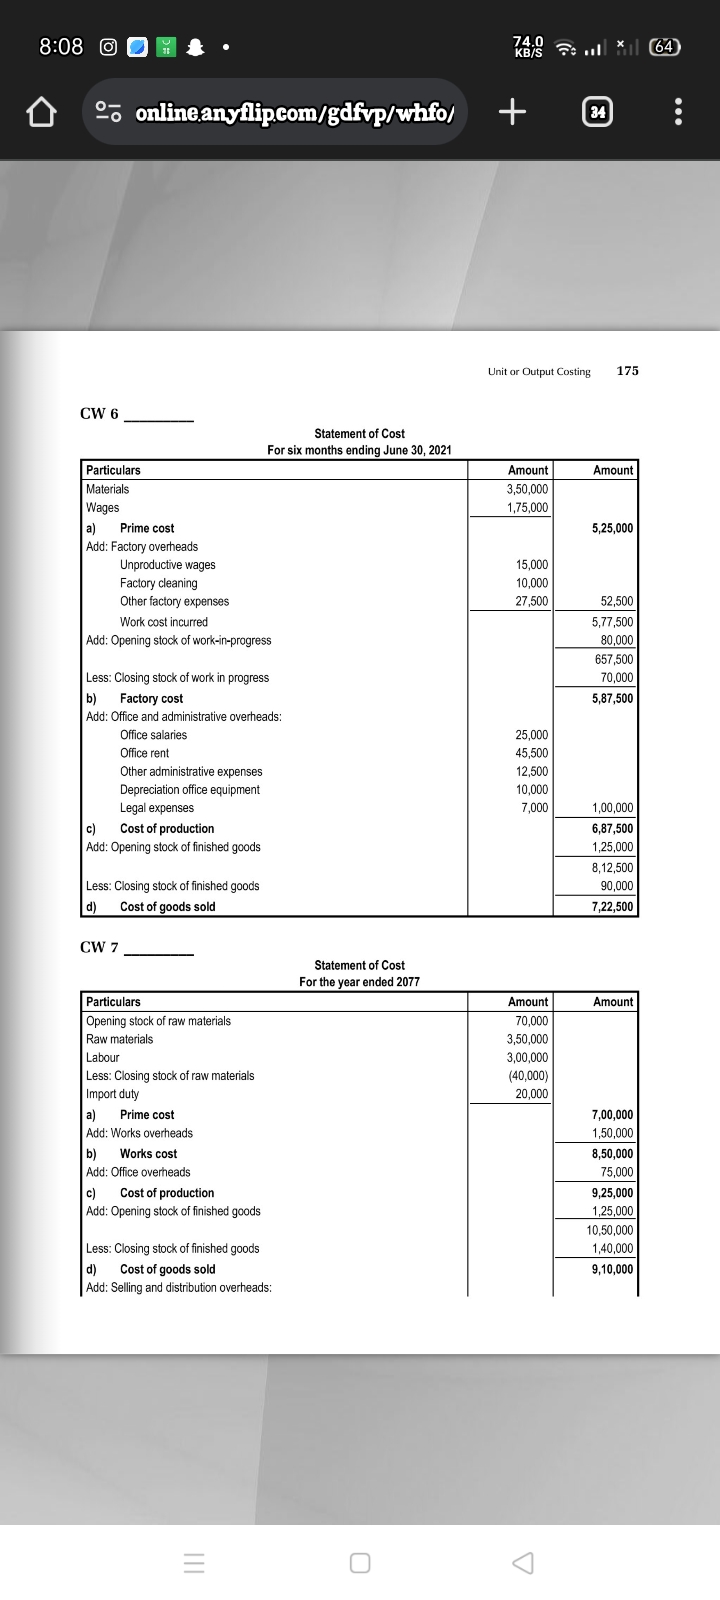 8:08
74.0
KB/S
64
online.anyflip.com/gdfvp/whfo/
34
Unit or Output Costing 175
CW 6
Statement of Cost
For six months ending June 30, 2021
Particulars Amount Amount
Materials 3,50,000
Wages 1,75,000
a) Prime cost 5,25,000
Add: Factory overheads
Unproductive wages 15,000
Factory cleaning 10,000
Other factory expenses 27,500 52,500
Work cost incurred 5,77,500
Add: Opening stock of work-in-progress 80,000
657,500
Less: Closing stock of work in progress 70,000
b) Factory cost 5,87,500
Add: Office and administrative overheads:
Office salaries 25,000
Office rent 45,500
Other administrative expenses 12,500
Depreciation office equipment 10,000
Legal expenses 7,000 1,00,000
c) Cost of production 6,87,500
Add: Opening stock of finished goods 1,25,000
8,12,500
Less: Closing stock of finished goods 90,000
d) Cost of goods sold 7,22,500
CW 7
Statement of Cost
For the year ended 2077
Particulars Amount Amount
Opening stock of raw materials 70,000
Raw materials 3,50,000
Labour 3,00,000
Less: Closing stock of raw materials (40,000)
Import duty 20,000
a) Prime cost 7,00,000
Add: Works overheads 1,50,000
b) Works cost 8,50,000
Add: Office overheads 75,000
c) Cost of production 9,25,000
Add: Opening stock of finished goods 1,25,000
10,50,000
Less: Closing stock of finished goods 1,40,000
d) Cost of goods sold 9,10,000
Add: Selling and distribution overheads: